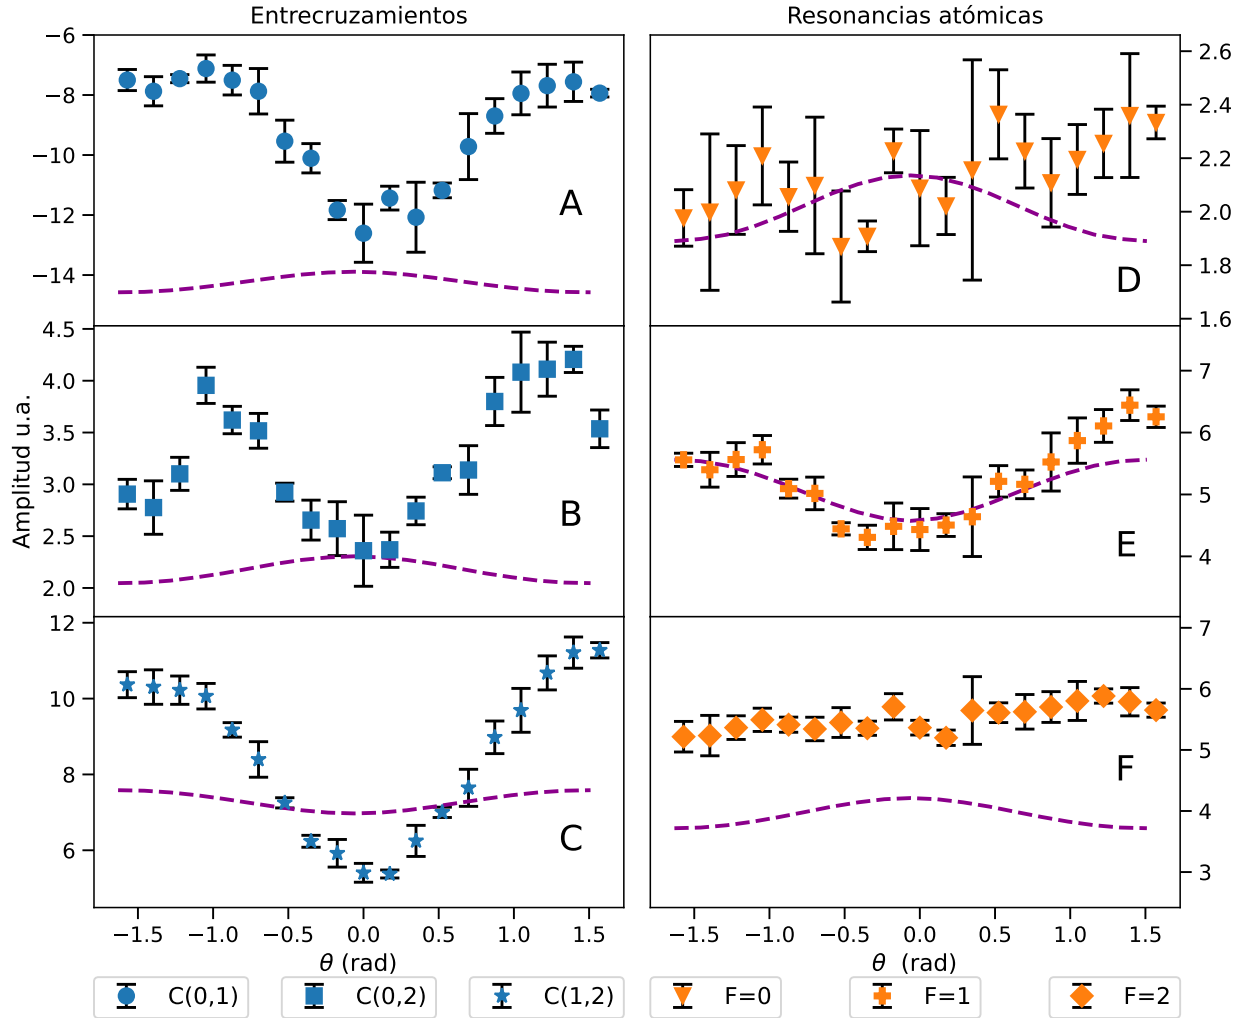 Entrecruzamientos
Resonancias atómicas
Amplitud u.a.
−6
−8
−10
−12
−14
A
4.5
4.0
3.5
3.0
2.5
2.0
B
12
10
8
6
C
−1.5 −1.0 −0.5 0.0 0.5 1.0 1.5
θ (rad)
2.6
2.4
2.2
2.0
1.8
1.6
D
7
6
5
4
E
7
6
5
4
3
F
−1.5 −1.0 −0.5 0.0 0.5 1.0 1.5
θ (rad)
C(0,1) C(0,2) C(1,2) F=0 F=1 F=2